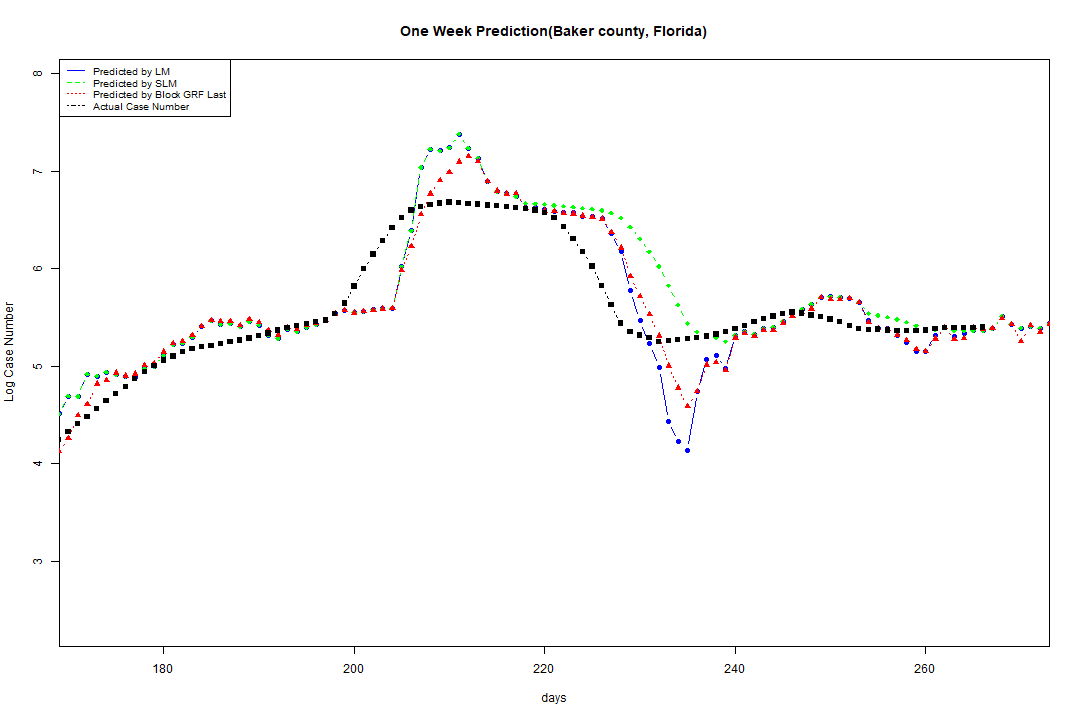 One Week Prediction(Baker county, Florida)
Predicted by LM
Predicted by SLM
Predicted by Block GRF Last
Actual Case Number
8
7
6
5
4
3
Log Case Number
180 200 220 240 260
days